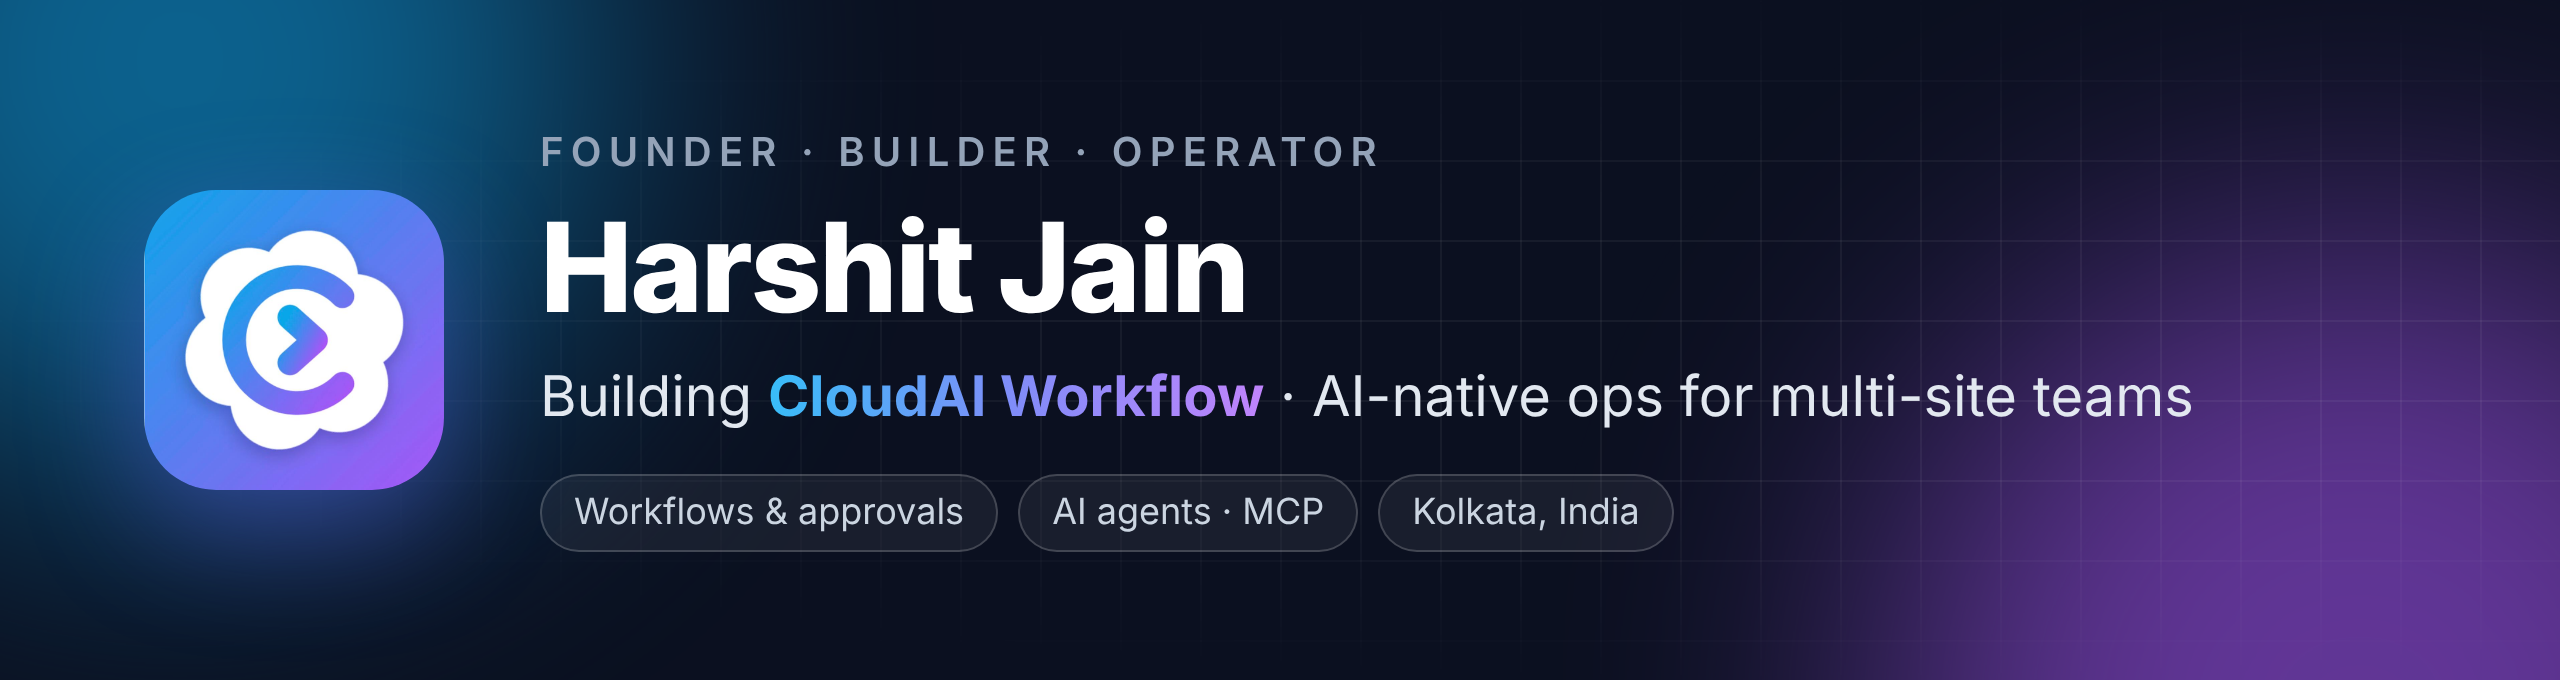 FOUNDER · BUILDER · OPERATOR
Harshit Jain
Building CloudAI Workflow · AI-native ops for multi-site teams
Workflows & approvals
AI agents · MCP
Kolkata, India